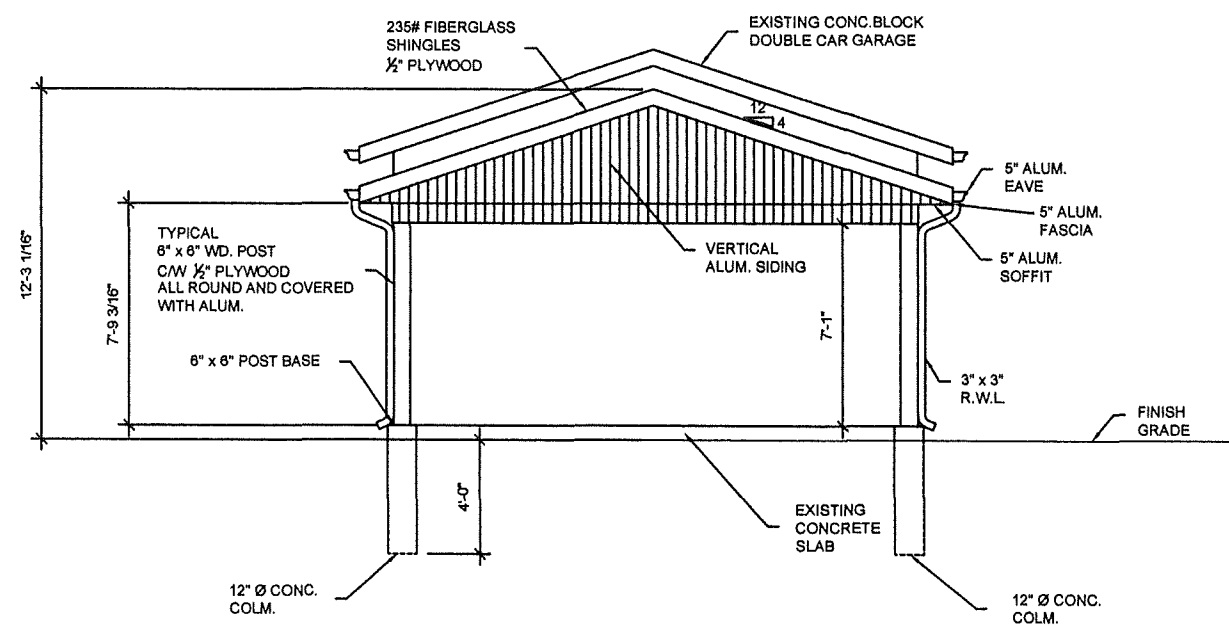 235# FIBERGLASS
SHINGLES
½" PLYWOOD
EXISTING CONC.BLOCK
DOUBLE CAR GARAGE
12
4
5" ALUM.
EAVE
5" ALUM.
FASCIA
5" ALUM.
SOFFIT
12'-3 1/16"
7'-9 3/16"
TYPICAL
6" x 6" WD. POST
C/W ½" PLYWOOD
ALL ROUND AND COVERED
WITH ALUM.
VERTICAL
ALUM. SIDING
7'-1"
6" x 6" POST BASE
3" x 3"
R.W.L.
FINISH
GRADE
4'-0"
EXISTING
CONCRETE
SLAB
12" Ø CONC.
COLM.
12" Ø CONC.
COLM.